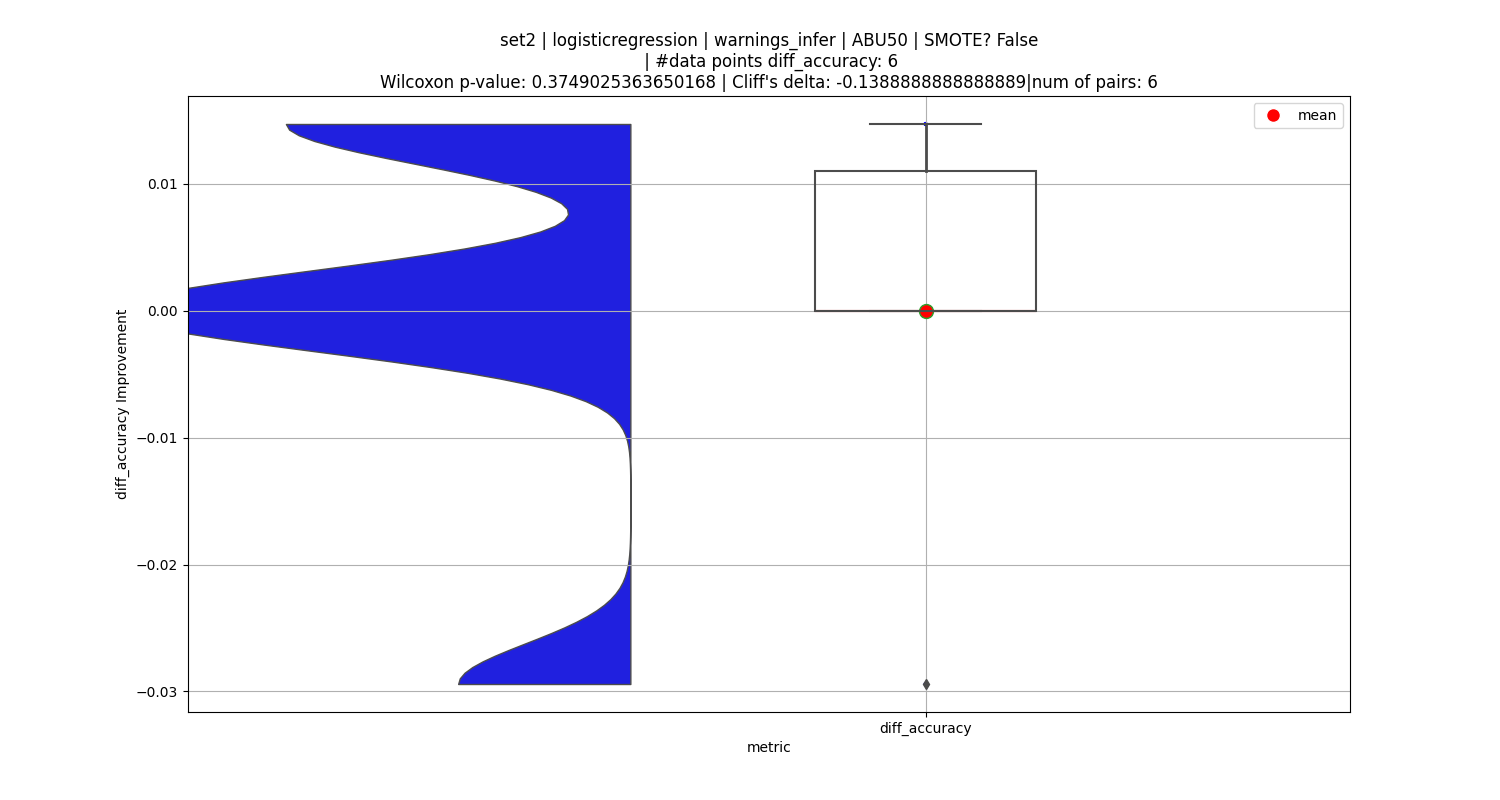 set2 | logisticregression | warnings_infer | ABU50 | SMOTE? False
| #data points diff_accuracy: 6
Wilcoxon p-value: 0.3749025363650168 | Cliff's delta: -0.1388888888888889|num of pairs: 6
mean
0.01
0.00
−0.01
−0.02
−0.03
diff_accuracy Improvement
diff_accuracy
metric